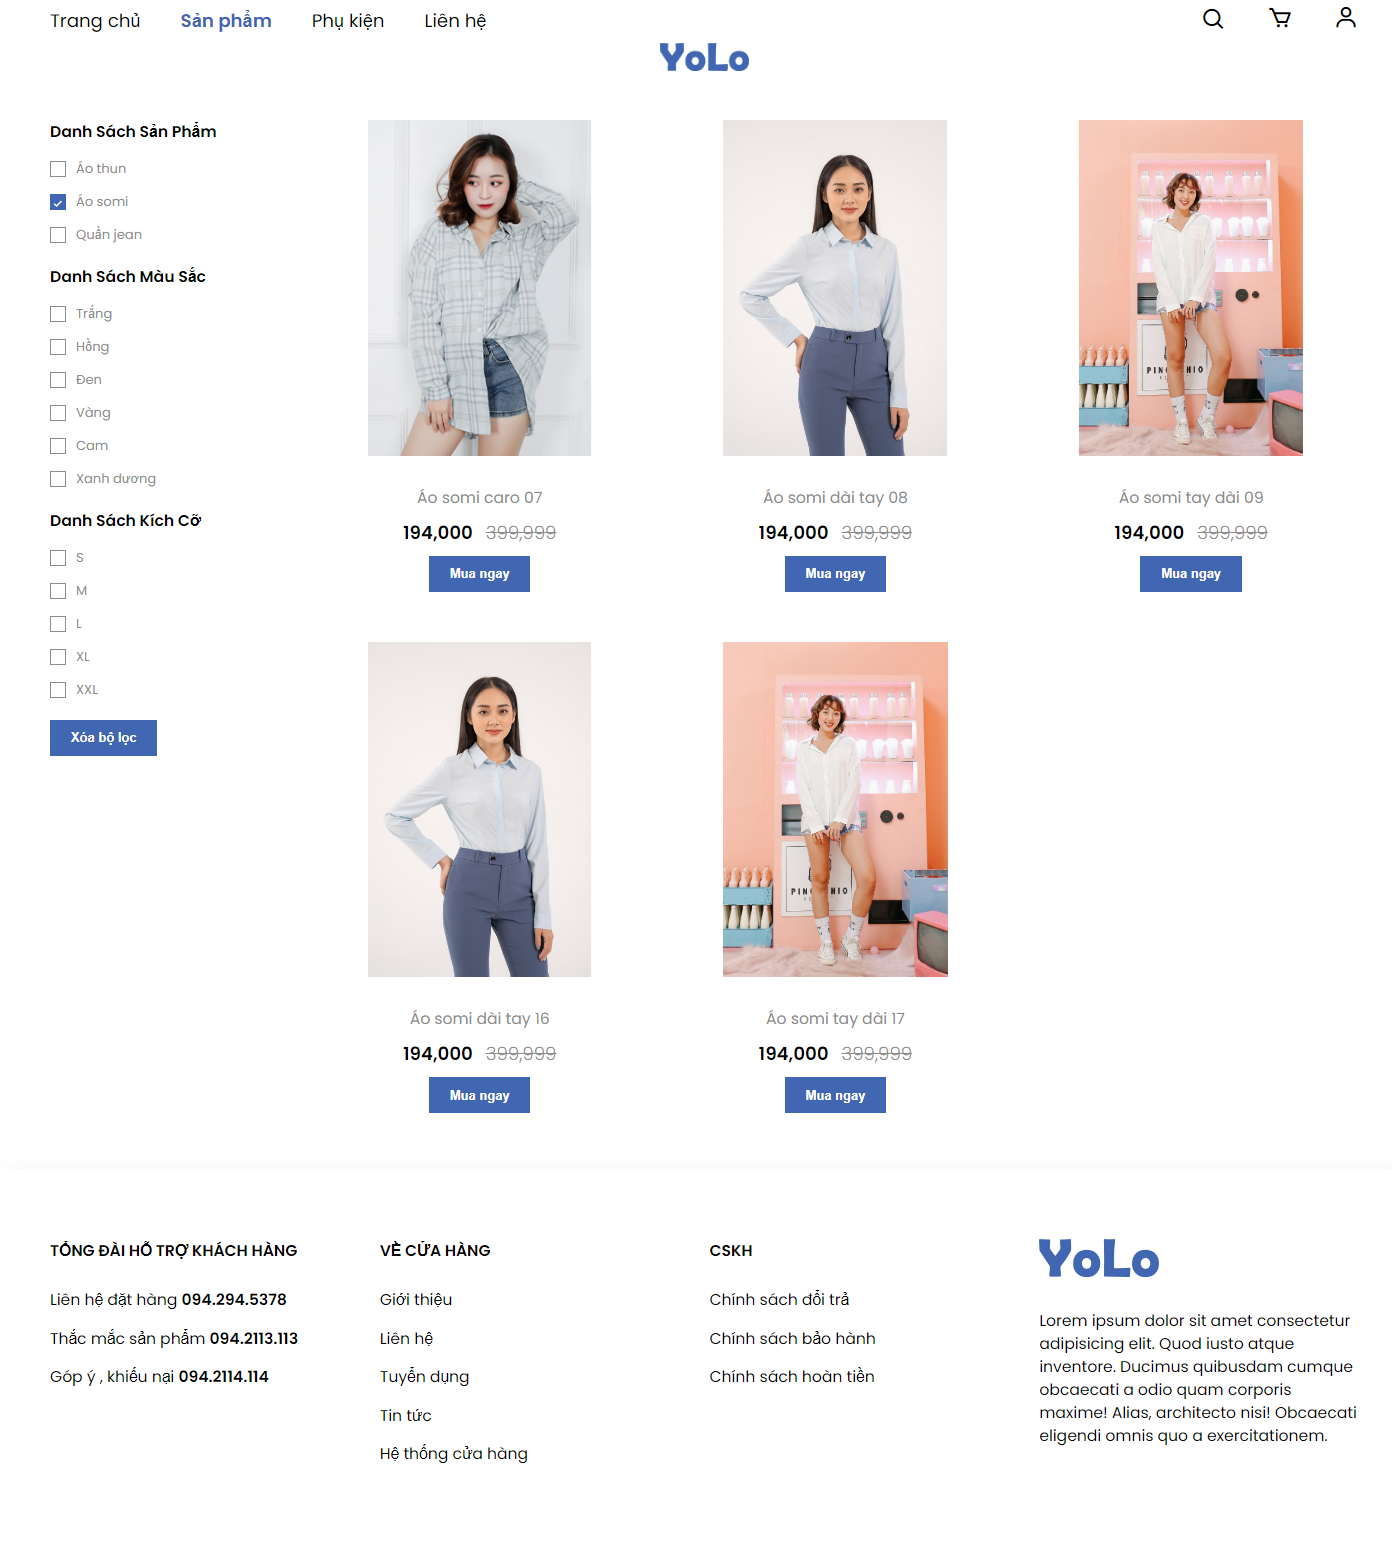 Trang chủ Sản phẩm Phụ kiện Liên hệ
YoLo
Danh Sách Sản Phẩm
Áo thun
Áo somi
Quần jean
Danh Sách Màu Sắc
Trắng
Hồng
Đen
Vàng
Cam
Xanh dương
Danh Sách Kích Cỡ
S
M
L
XL
XXL
Xóa bộ lọc
Áo somi caro 07
194,000 399,999
Mua ngay
Áo somi dài tay 08
194,000 399,999
Mua ngay
Áo somi tay dài 09
194,000 399,999
Mua ngay
Áo somi dài tay 16
194,000 399,999
Mua ngay
Áo somi tay dài 17
194,000 399,999
Mua ngay
TỔNG ĐÀI HỖ TRỢ KHÁCH HÀNG
Liên hệ đặt hàng 094.294.5378
Thắc mắc sản phẩm 094.2113.113
Góp ý , khiếu nại 094.2114.114
VỀ CỬA HÀNG
Giới thiệu
Liên hệ
Tuyển dụng
Tin tức
Hệ thống cửa hàng
CSKH
Chính sách đổi trả
Chính sách bảo hành
Chính sách hoàn tiền
YoLo
Lorem ipsum dolor sit amet consectetur
adipisicing elit. Quod iusto atque
inventore. Ducimus quibusdam cumque
obcaecati a odio quam corporis
maxime! Alias, architecto nisi! Obcaecati
eligendi omnis quo a exercitationem.